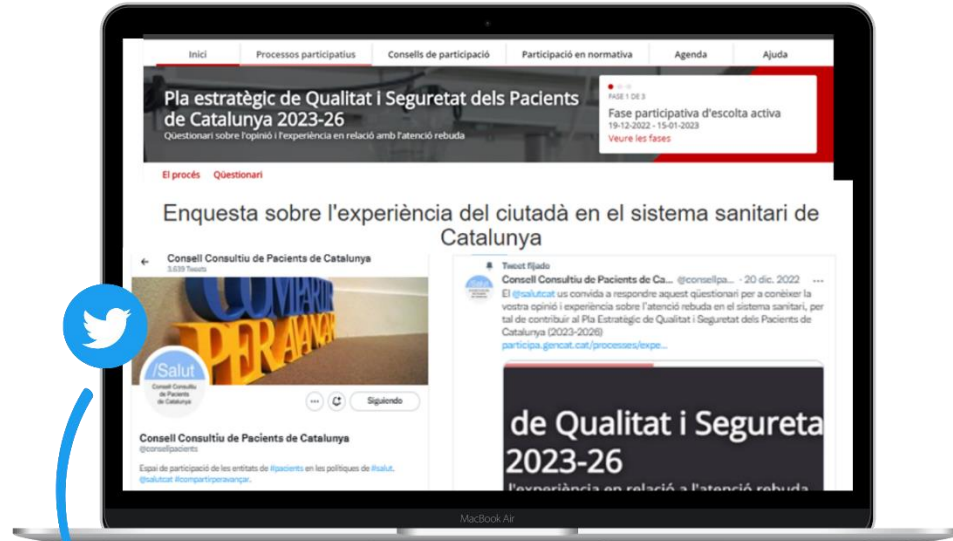 Inici Processos participatius Consells de participació Participació en normativa Agenda Ajuda
Pla estratègic de Qualitat i Seguretat dels Pacients
de Catalunya 2023-26
Qüestionari sobre l'opinió i l'experiència en relació amb l'atenció rebuda
FASE 1 DE 3
Fase participativa d'escolta activa
19-12-2022 - 15-01-2023
Veure les fases
El procés Qüestionari
Enquesta sobre l'experiència del ciutadà en el sistema sanitari de
Catalunya
Consell Consultiu de Pacients de Catalunya
3.639 Tweets
COMPARTIR
PER AVANÇAR
/Salut
Consell Consultiu
de Pacients
de Catalunya
Siguiendo
Consell Consultiu de Pacients de Catalunya
@consellpacients
Espai de participació de les entitats de #pacients en les polítiques de #salut.
@salutcat #compartirperavançar.
Tweet fijado
Consell Consultiu de Pacients de Ca... @consellpa... · 20 dic. 2022 ...
El @salutcat us convida a respondre aquest qüestionari per a conèixer la
vostra opinió i experiència sobre l'atenció rebuda en el sistema sanitari, per
tal de contribuir al Pla Estratègic de Qualitat i Seguretat dels Pacients de
Catalunya (2023-2026)
participa.gencat.cat/processes/expe...
de Qualitat i Segureta
2023-26
l'experiència en relació a l'atenció rebuda
MacBook Air